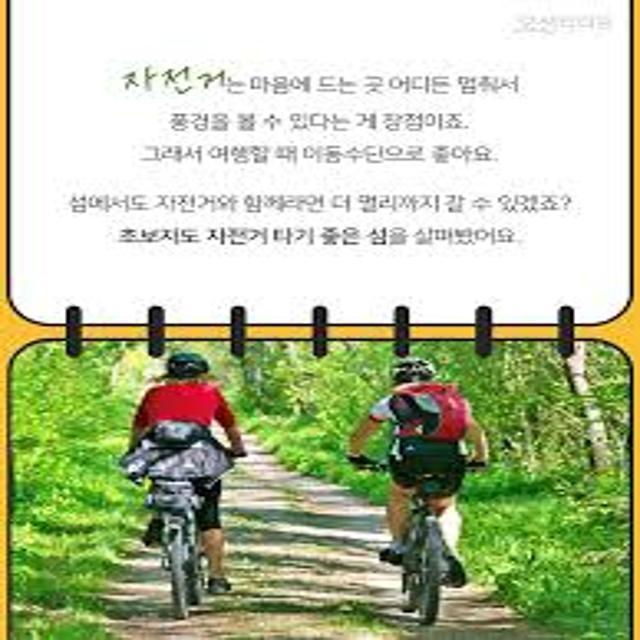 자전거는 마음에 드는 곳 어디든 멈춰서
풍경을 볼 수 있다는 게 장점이죠.
그래서 여행할 때 이동수단으로 좋아요.
섬에서도 자전거와 함께라면 더 멀리까지 갈 수 있겠죠?
초보자도 자전거 타기 좋은 섬을 살펴봤어요.